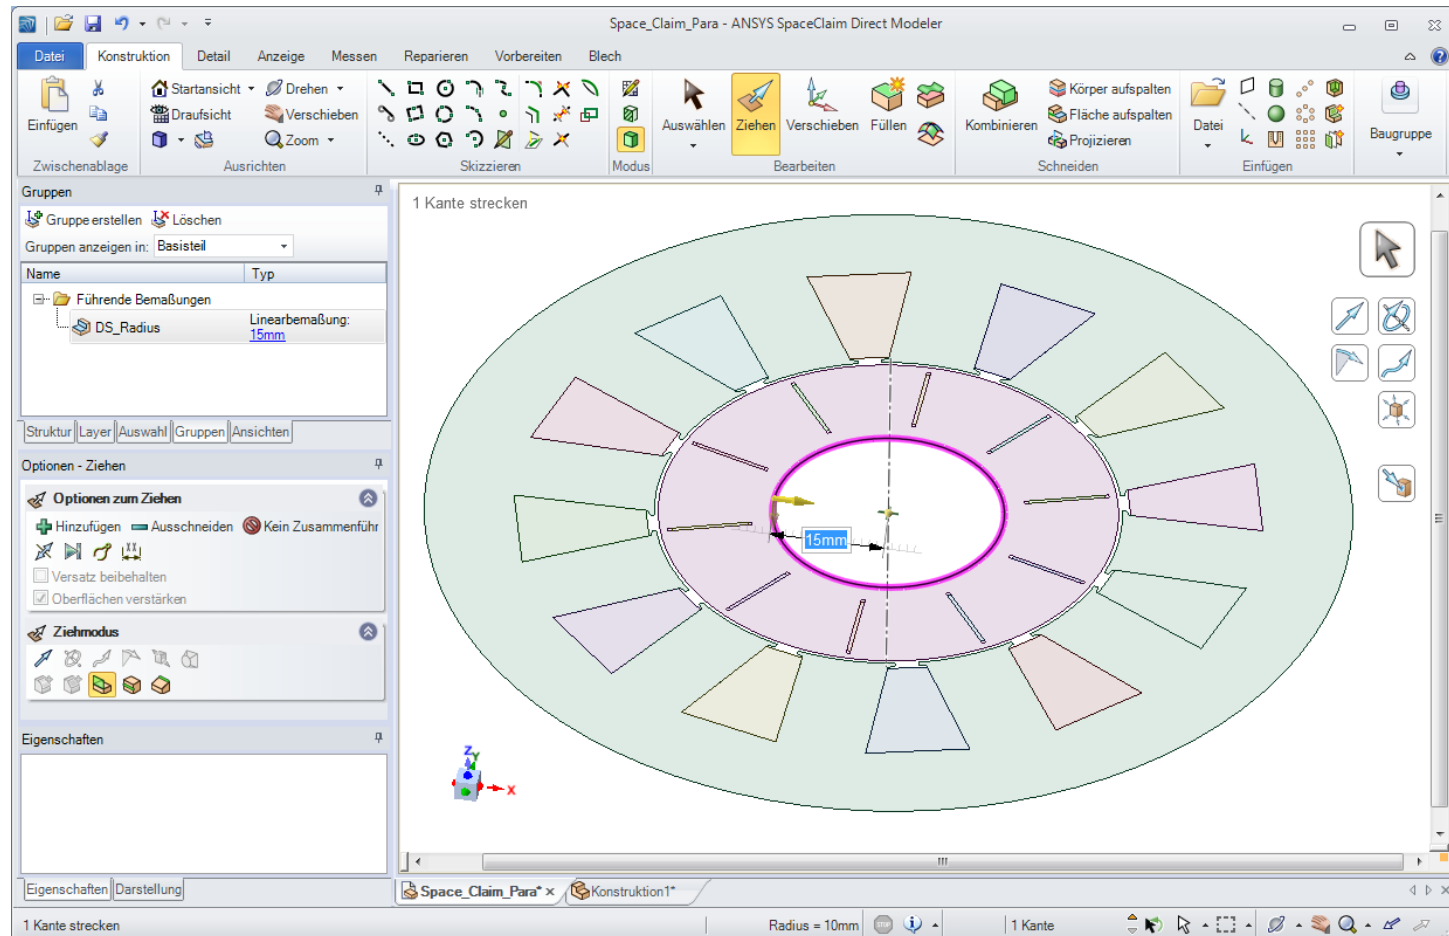 Space_Claim_Para - ANSYS SpaceClaim Direct Modeler
Datei Konstruktion Detail Anzeige Messen Reparieren Vorbereiten Blech
Einfügen
Zwischenablage
Startansicht Drehen
Draufsicht Verschieben
Zoom
Ausrichten
Skizzieren
Modus
Auswählen Ziehen Verschieben Füllen
Bearbeiten
Kombinieren
Körper aufspalten
Fläche aufspalten
Projizieren
Schneiden
Datei
Einfügen
Baugruppe
Gruppen
Gruppe erstellen Löschen
Gruppen anzeigen in: Basisteil
Name Typ
Führende Bemaßungen
DS_Radius Linearbemaßung:
15mm
Struktur Layer Auswahl Gruppen Ansichten
Optionen - Ziehen
Optionen zum Ziehen
Hinzufügen Ausschneiden Kein Zusammenführ
Versatz beibehalten
Oberflächen verstärken
Ziehmodus
Eigenschaften
Eigenschaften Darstellung
1 Kante strecken
15mm
Z
Y
X
Space_Claim_Para* Konstruktion1*
1 Kante strecken Radius = 10mm 1 Kante